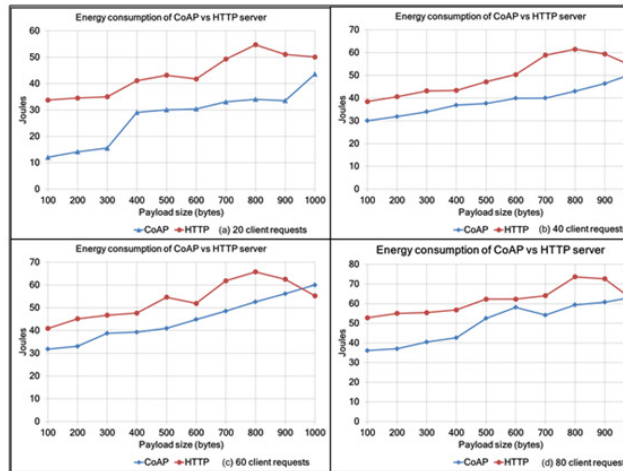 Energy consumption of CoAP vs HTTP server
60
50
40
30
20
10
0
Joules
100 200 300 400 500 600 700 800 900 1000
Payload size (bytes)
CoAP HTTP (a) 20 client requests
Energy consumption of CoAP vs HTTP server
70
60
50
40
30
20
10
0
Joules
100 200 300 400 500 600 700 800 900
Payload size (bytes)
CoAP HTTP (b) 40 client requests
Energy consumption of CoAP vs HTTP server
70
60
50
40
30
20
10
0
Joules
100 200 300 400 500 600 700 800 900 1000
Payload size (bytes)
CoAP HTTP (c) 60 client requests
Energy consumption of CoAP vs HTTP server
80
70
60
50
40
30
20
10
0
Joules
100 200 300 400 500 600 700 800 900
Payload size (bytes)
CoAP HTTP (d) 80 client requests